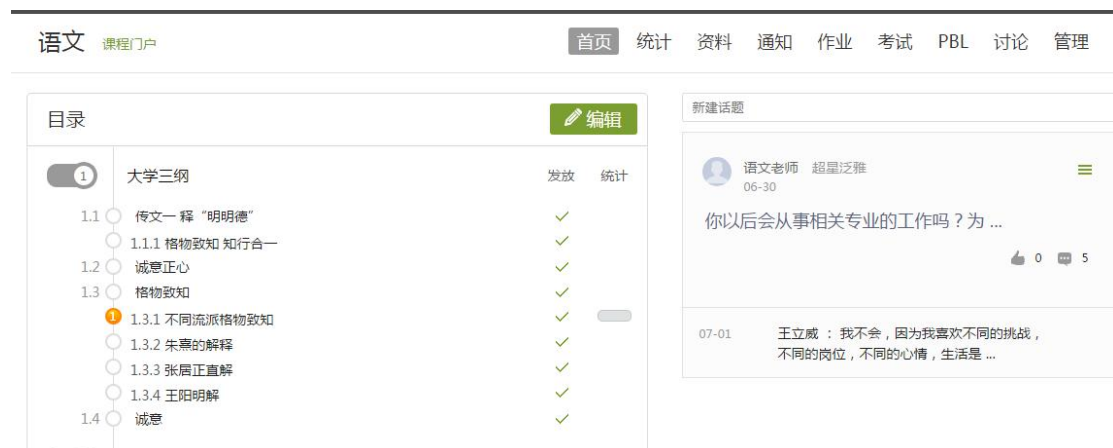 语文 课程门户
首页 统计 资料 通知 作业 考试 PBL 讨论 管理
目录 编辑
1 大学三纲 发放 统计
1.1 传文一 释“明明德”
1.1.1 格物致知 知行合一
1.2 诚意正心
1.3 格物致知
1 1.3.1 不同流派格物致知
1.3.2 朱熹的解释
1.3.3 张居正直解
1.3.4 王阳明解
1.4 诚意
新建话题
语文老师 超星泛雅
06-30
你以后会从事相关专业的工作吗？为 ...
0 5
07-01 王立威 ： 我不会，因为我喜欢不同的挑战，
不同的岗位，不同的心情，生活是 ...